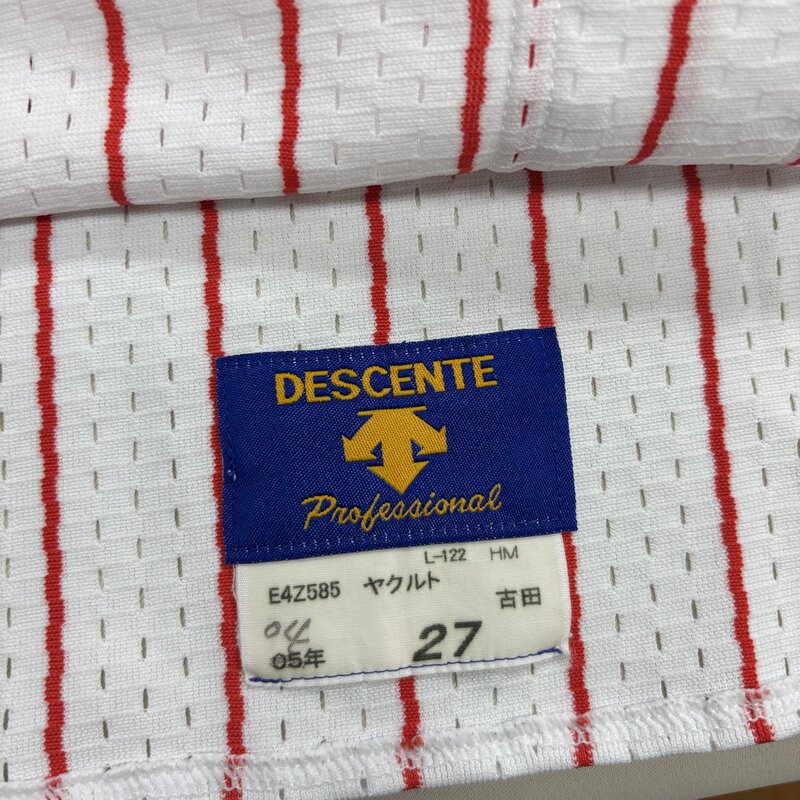 DESCENTE
Professional
L-122 HM
E4Z585 ヤクルト 古田
04
05年 27